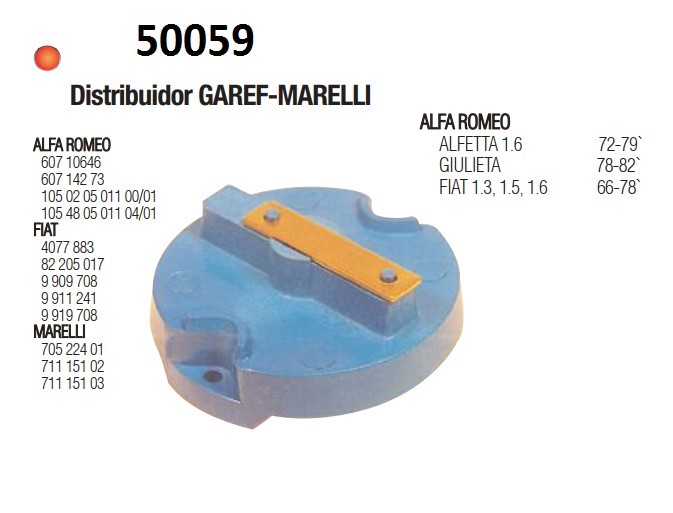 50059
Distribuidor GAREF-MARELLI
ALFA ROMEO
607 10646
607 142 73
105 02 05 011 00/01
105 48 05 011 04/01
FIAT
4077 883
82 205 017
9 909 708
9 911 241
9 919 708
MARELLI
705 224 01
711 151 02
711 151 03
ALFA ROMEO
ALFETTA 1.6 72-79`
GIULIETA 78-82`
FIAT 1.3, 1.5, 1.6 66-78`